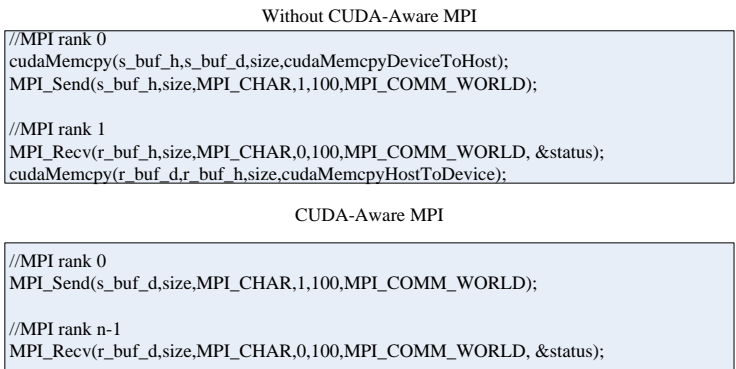 Without CUDA-Aware MPI
//MPI rank 0
cudaMemcpy(s_buf_h,s_buf_d,size,cudaMemcpyDeviceToHost);
MPI_Send(s_buf_h,size,MPI_CHAR,1,100,MPI_COMM_WORLD);
//MPI rank 1
MPI_Recv(r_buf_h,size,MPI_CHAR,0,100,MPI_COMM_WORLD, &status);
cudaMemcpy(r_buf_d,r_buf_h,size,cudaMemcpyHostToDevice);
CUDA-Aware MPI
//MPI rank 0
MPI_Send(s_buf_d,size,MPI_CHAR,1,100,MPI_COMM_WORLD);
//MPI rank n-1
MPI_Recv(r_buf_d,size,MPI_CHAR,0,100,MPI_COMM_WORLD, &status);